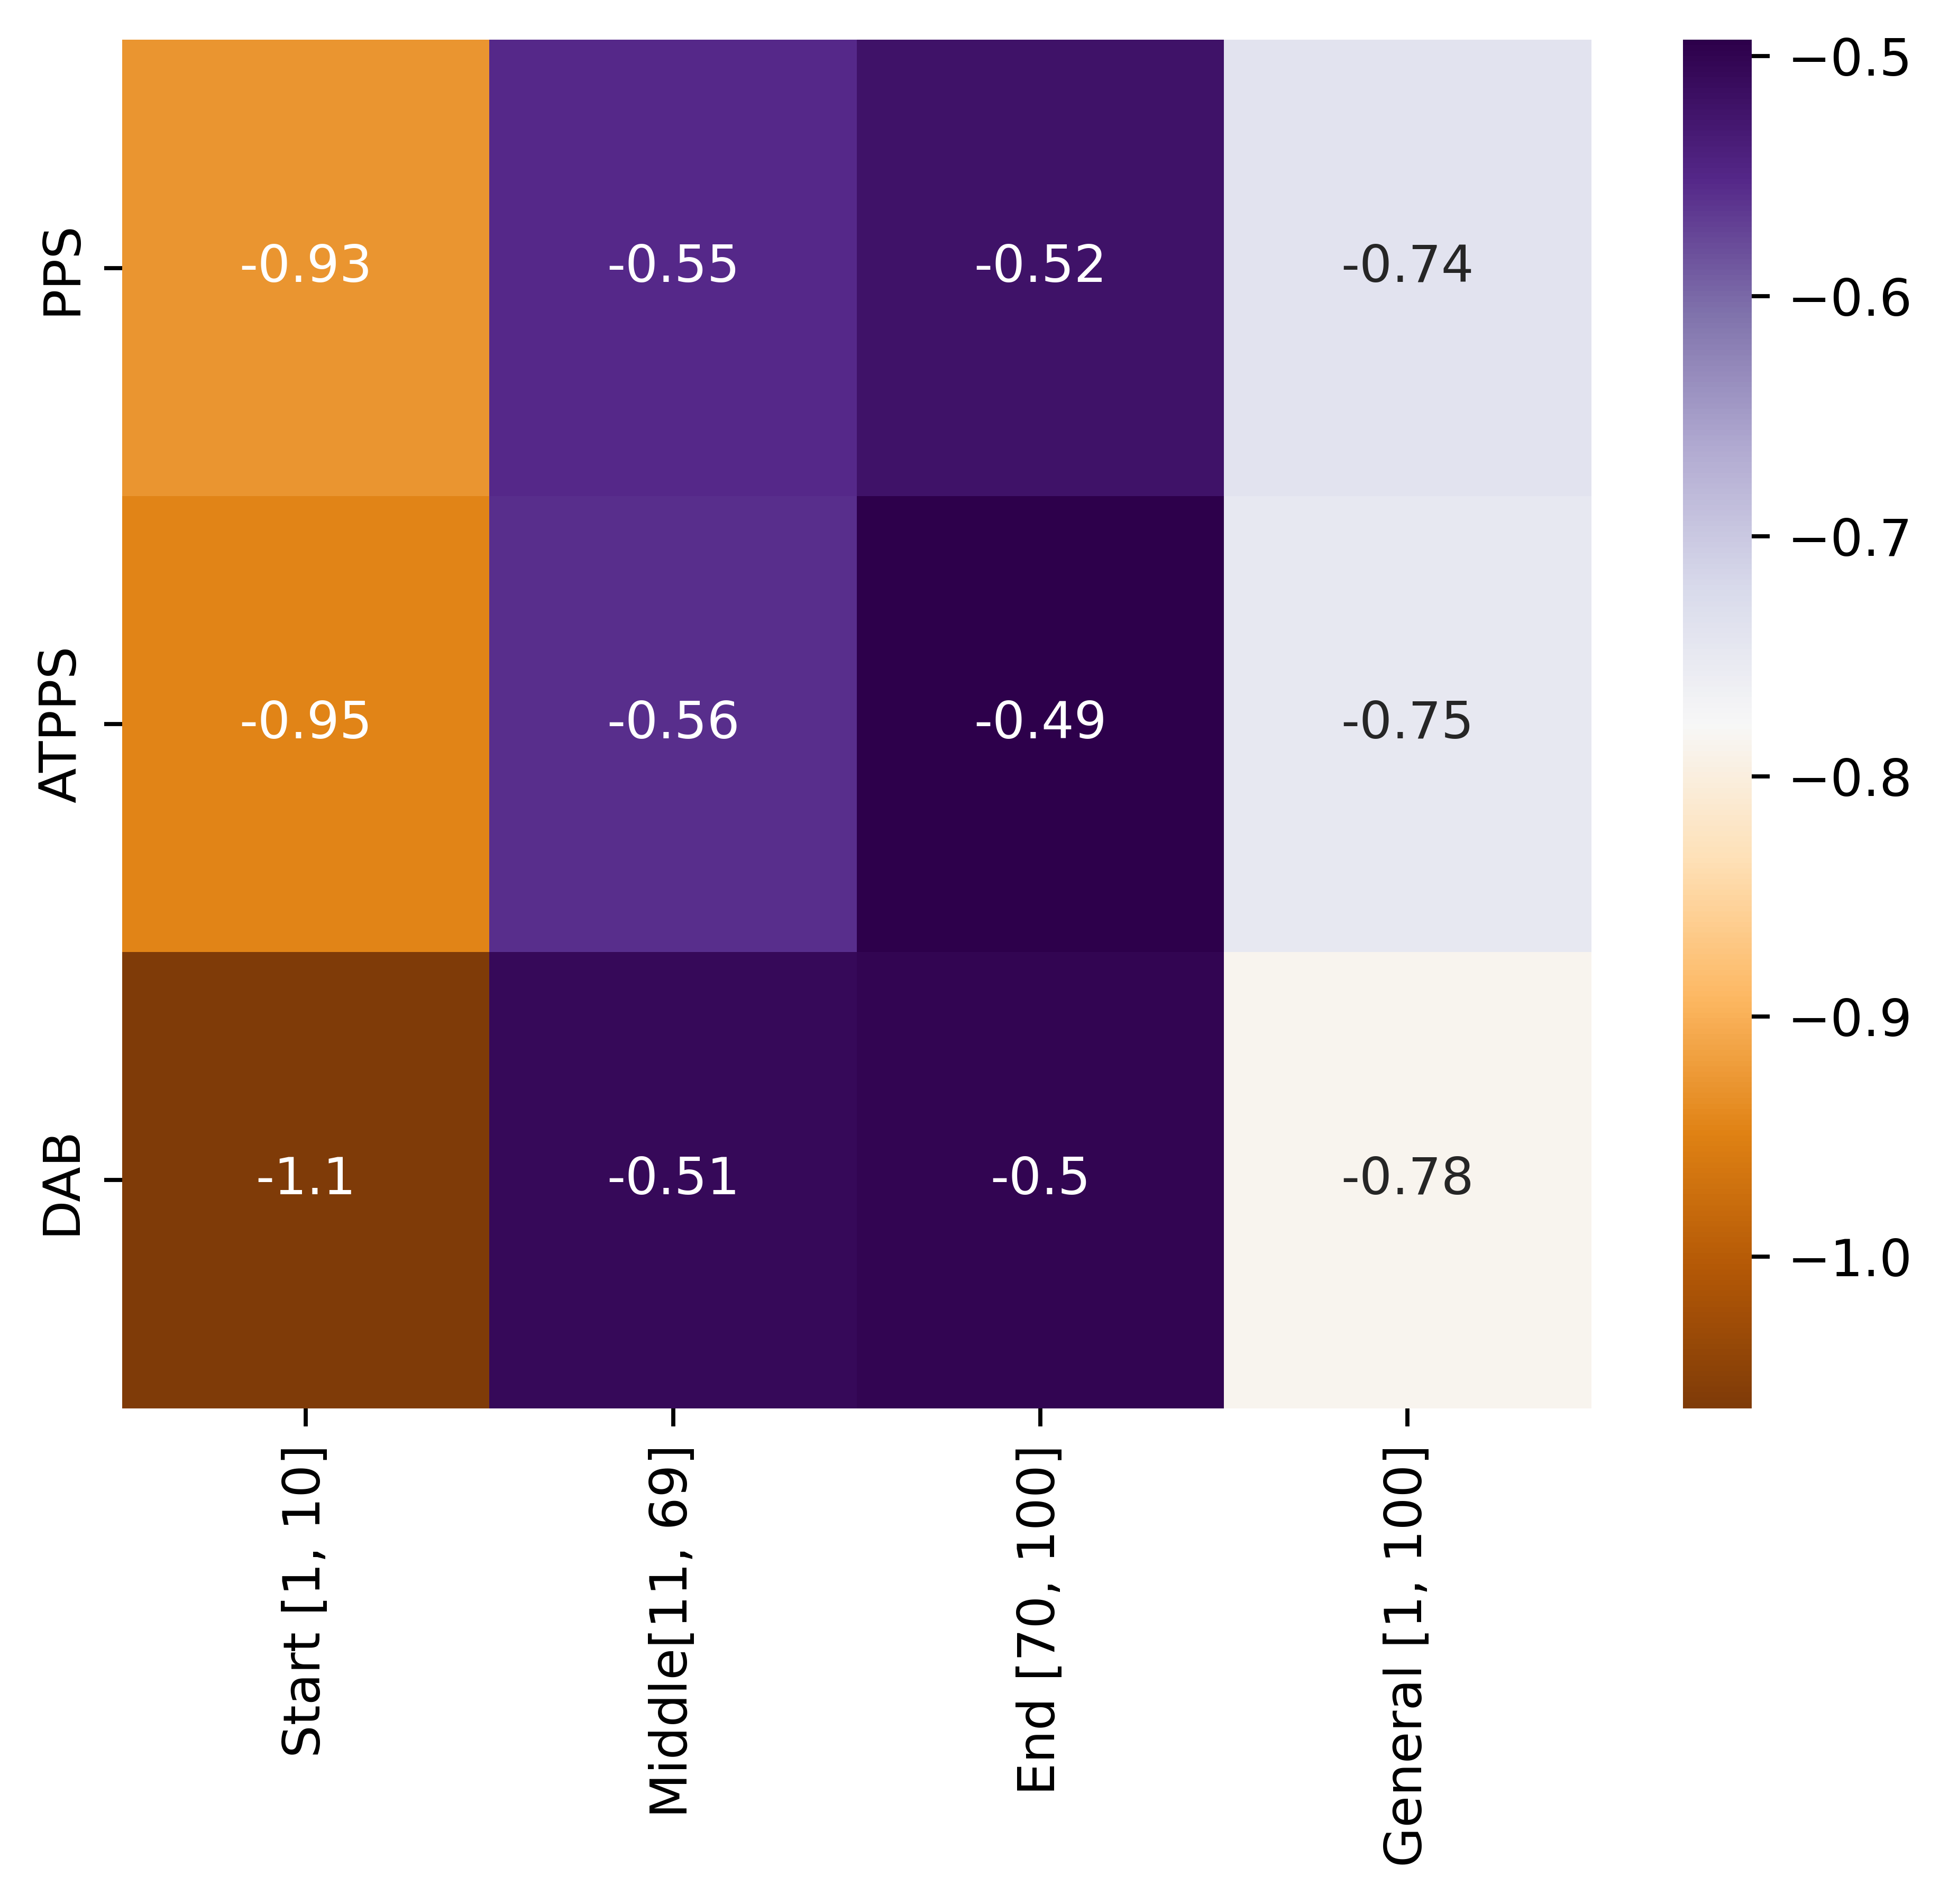 PPS -0.93 -0.55 -0.52 -0.74
ATPPS -0.95 -0.56 -0.49 -0.75
DAB -1.1 -0.51 -0.5 -0.78
Start [1, 10]
Middle[11, 69]
End [70, 100]
General [1, 100]
−0.5
−0.6
−0.7
−0.8
−0.9
−1.0